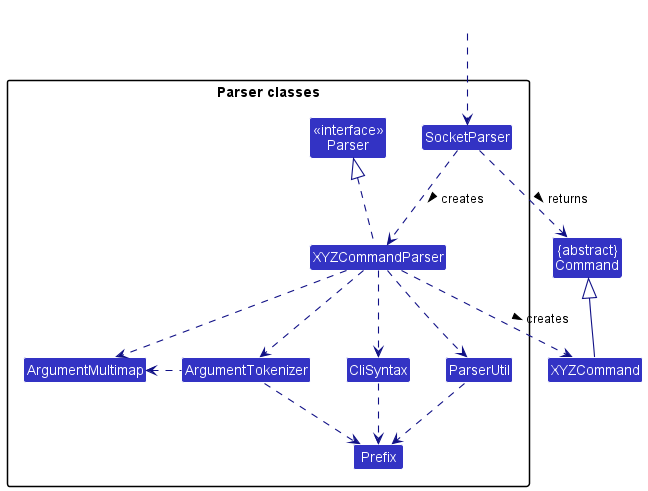 Parser classes
«interface»
Parser
SocketParser
creates
returns
XYZCommandParser
{abstract}
Command
creates
ArgumentMultimap
ArgumentTokenizer
CliSyntax
ParserUtil
XYZCommand
Prefix